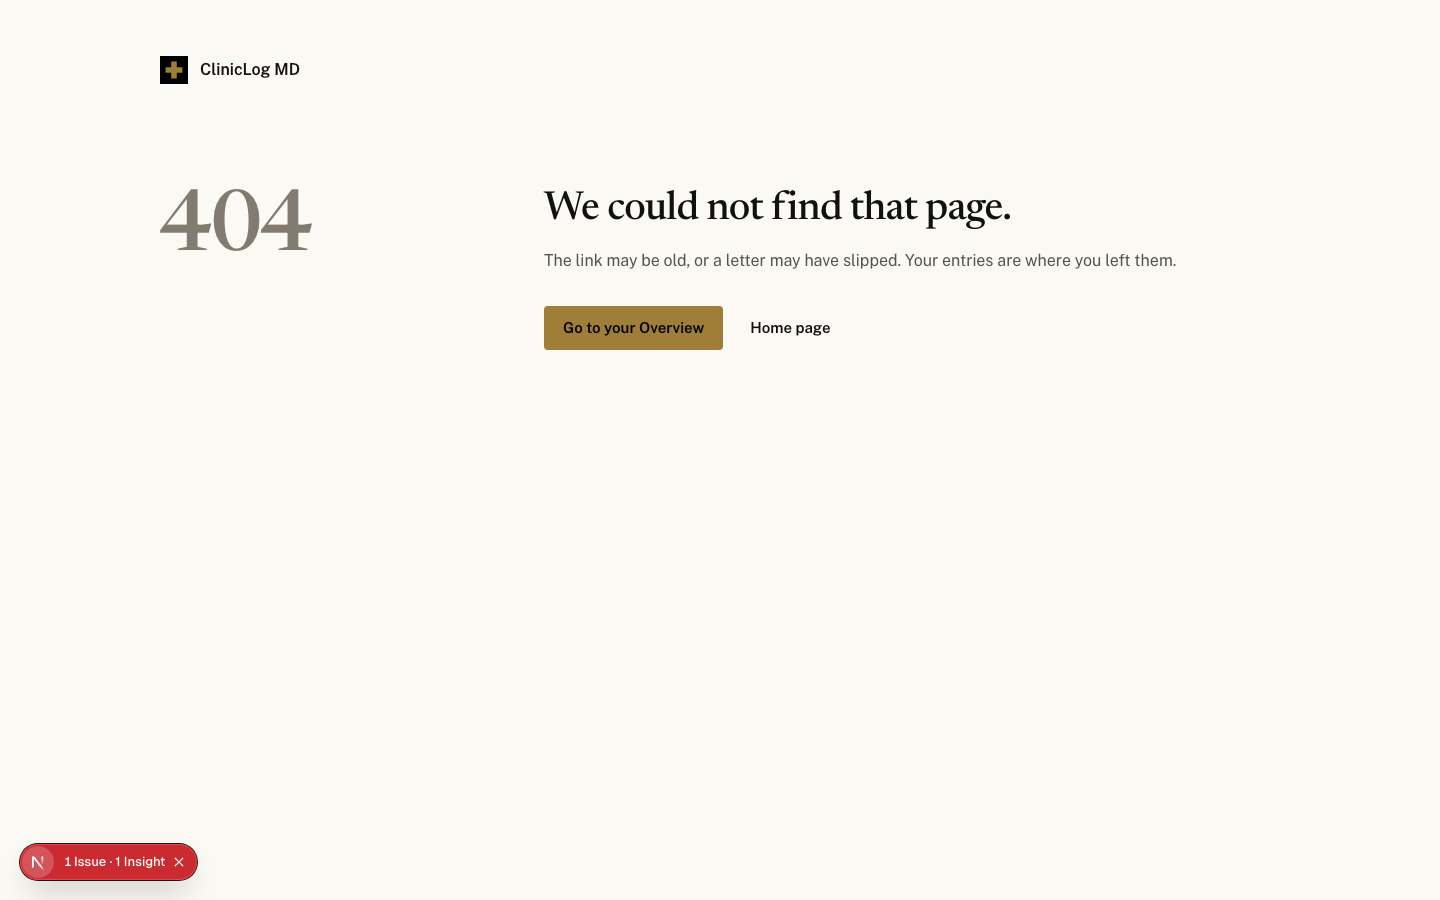 ClinicLog MD
404
We could not find that page.
The link may be old, or a letter may have slipped. Your entries are where you left them.
Go to your Overview
Home page
1 Issue · 1 Insight